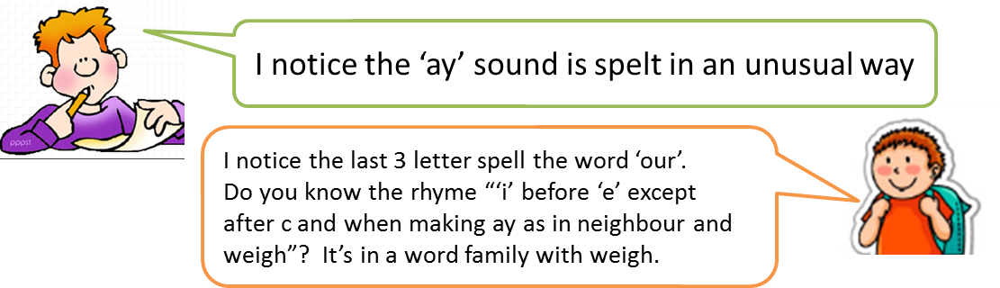 I notice the ‘ay’ sound is spelt in an unusual way
I notice the last 3 letter spell the word ‘our’.
Do you know the rhyme “‘i’ before ‘e’ except
after c and when making ay as in neighbour and
weigh”? It’s in a word family with weigh.
pppst